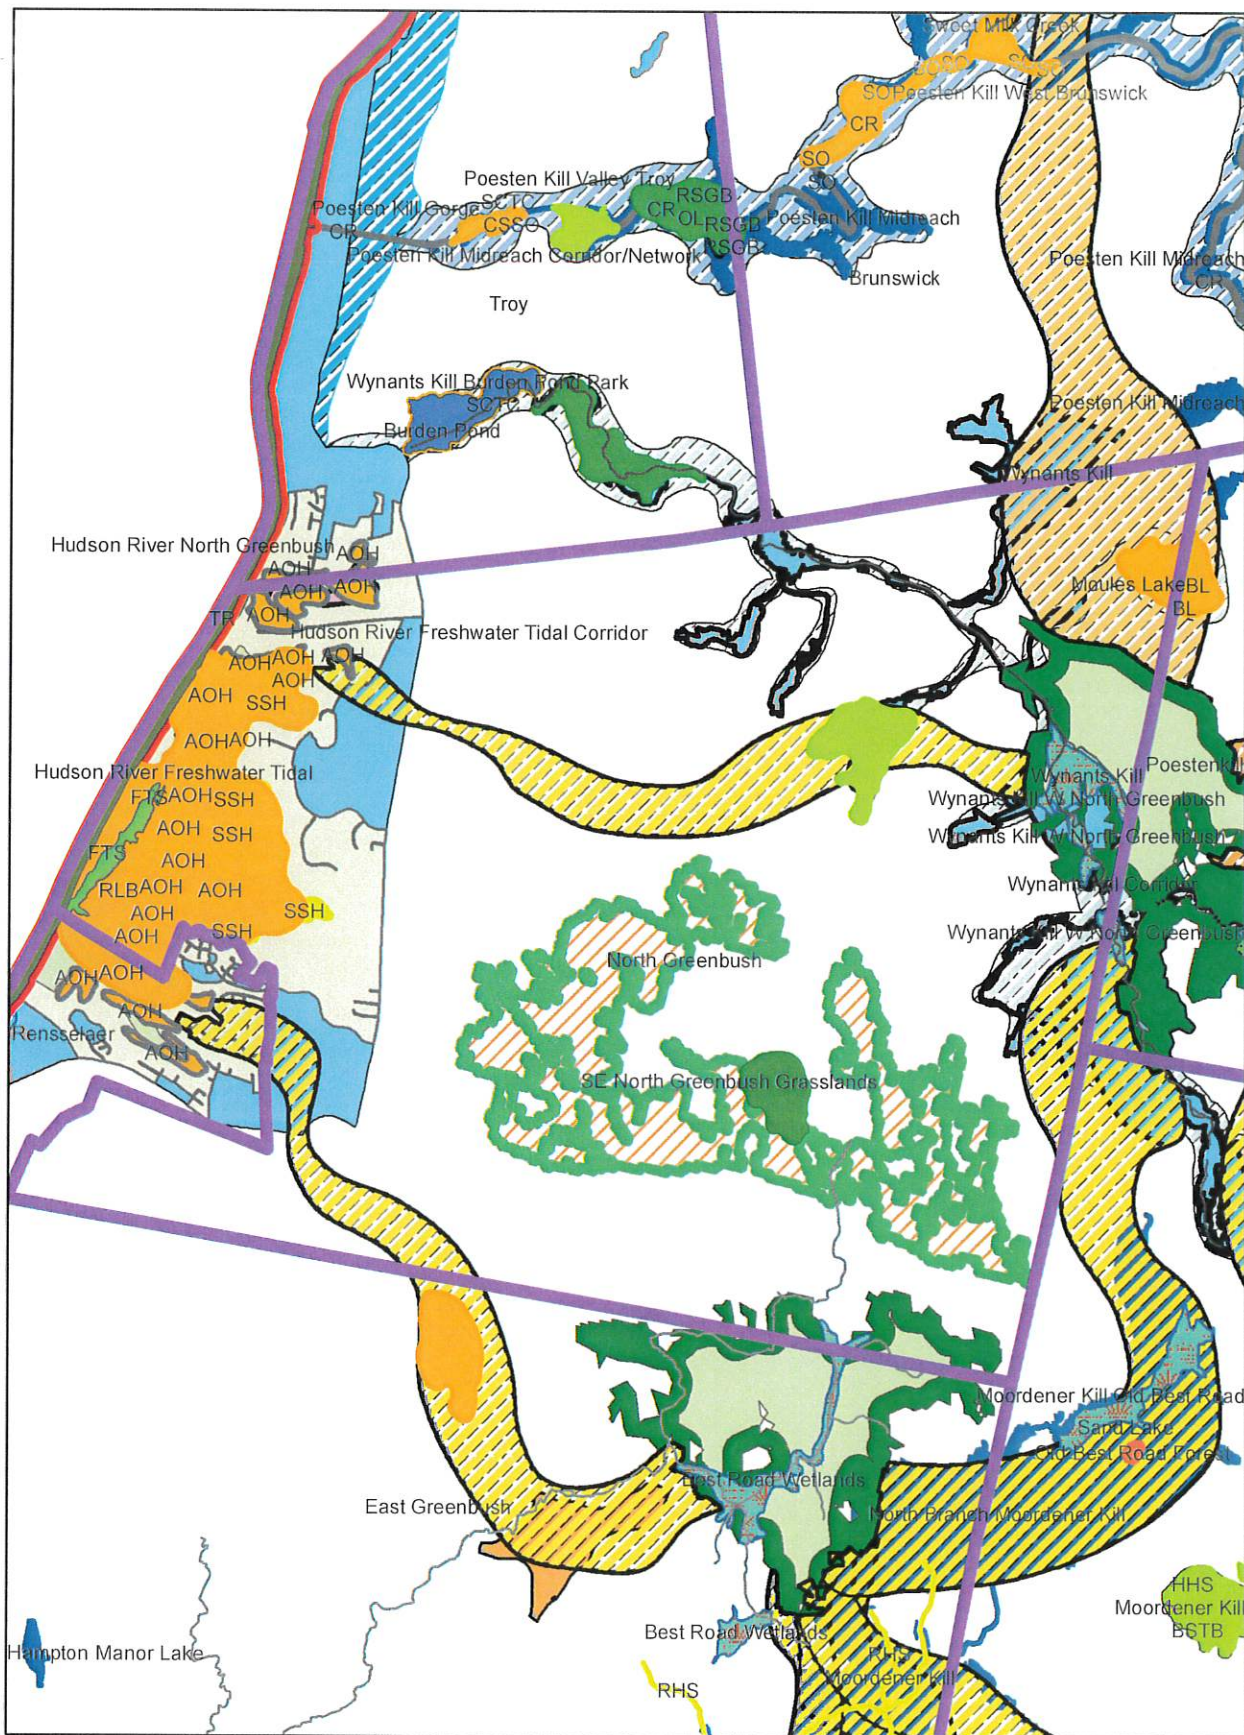 Sweet Milk Creek
SO
SO
SO
Poesten Kill West Brunswick
CR
SO
SO
Poesten Kill Valley Troy
SCTC
RSGB
Poesten Kill Gorge
CR
OL
CR
CSSO
RSGB
Poesten Kill Midreach
RSGB
Poesten Kill Midreach Corridor/Network
Poesten Kill Midreach
Brunswick
CR
Troy
Wynants Kill Burden Pond Park
SCTC
Poesten Kill Midreach
Burden Pond
Wynants Kill
Hudson River North Greenbush
AOH
AOH
AOH
AOH
Moules Lake
BL
BL
TR
AOH
Hudson River Freshwater Tidal Corridor
AOH
AOH
AOH
AOH
AOH
SSH
AOH
AOH
Hudson River Freshwater Tidal
Wynants Kill
Poestenkill
FTS
AOH
SSH
Wynants Kill W North Greenbush
AOH
SSH
Wynants Kill W North Greenbush
FTS
AOH
RLB
AOH
AOH
Wynants Kill Corridor
AOH
SSH
AOH
SSH
Wynants Kill W North Greenbush
North Greenbush
AOH
AOH
AOH
Rensselaer
AOH
SE North Greenbush Grasslands
Moordener Kill Old Best Road
Sand Lake
Old Best Road Forest
Best Road Wetlands
East Greenbush
North Branch Moordener Kill
HHS
Moordener Kill
BSTB
Best Road Wetlands
Hampton Manor Lake
RHS
Moordener Kill
RHS